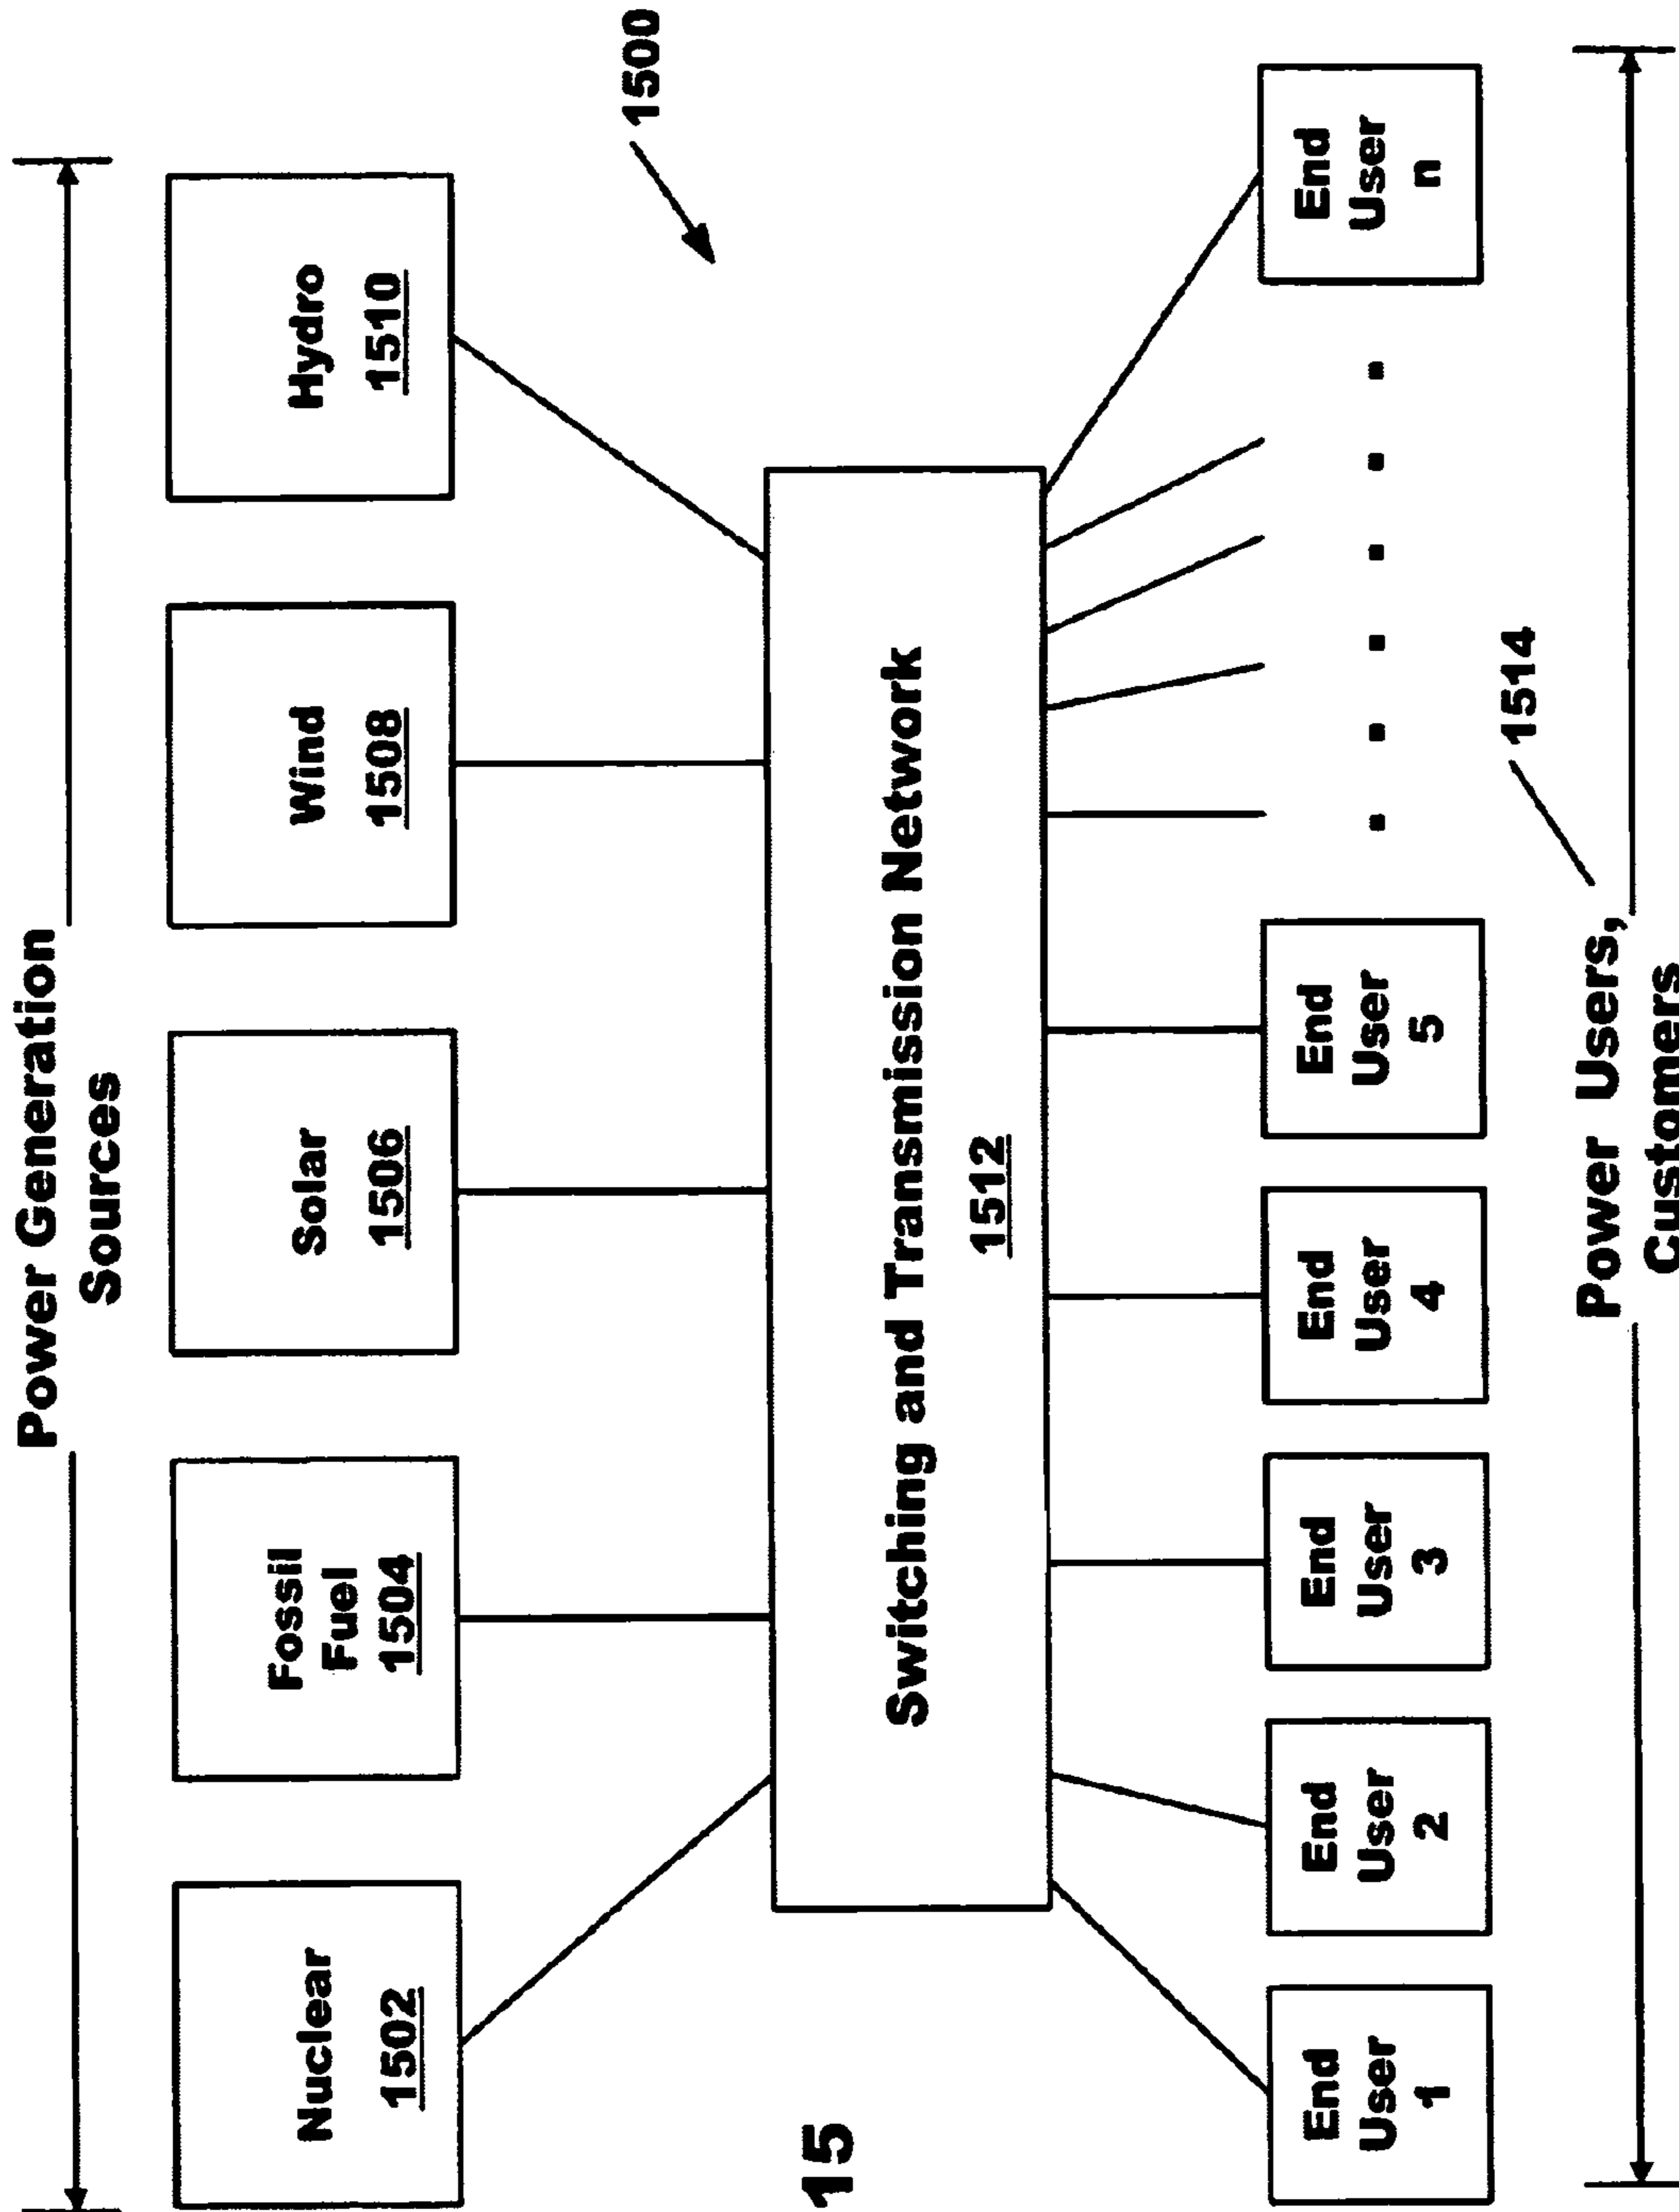 Power Generation
Sources
Nuclear
1502
Fossil
Fuel
1504
Solar
1506
Wind
1508
Hydro
1510
1500
15
Switching and Transmission Network
1512
End
User
1
End
User
2
End
User
3
End
User
4
End
User
5
End
User
n
1514
Power Users,
Customers